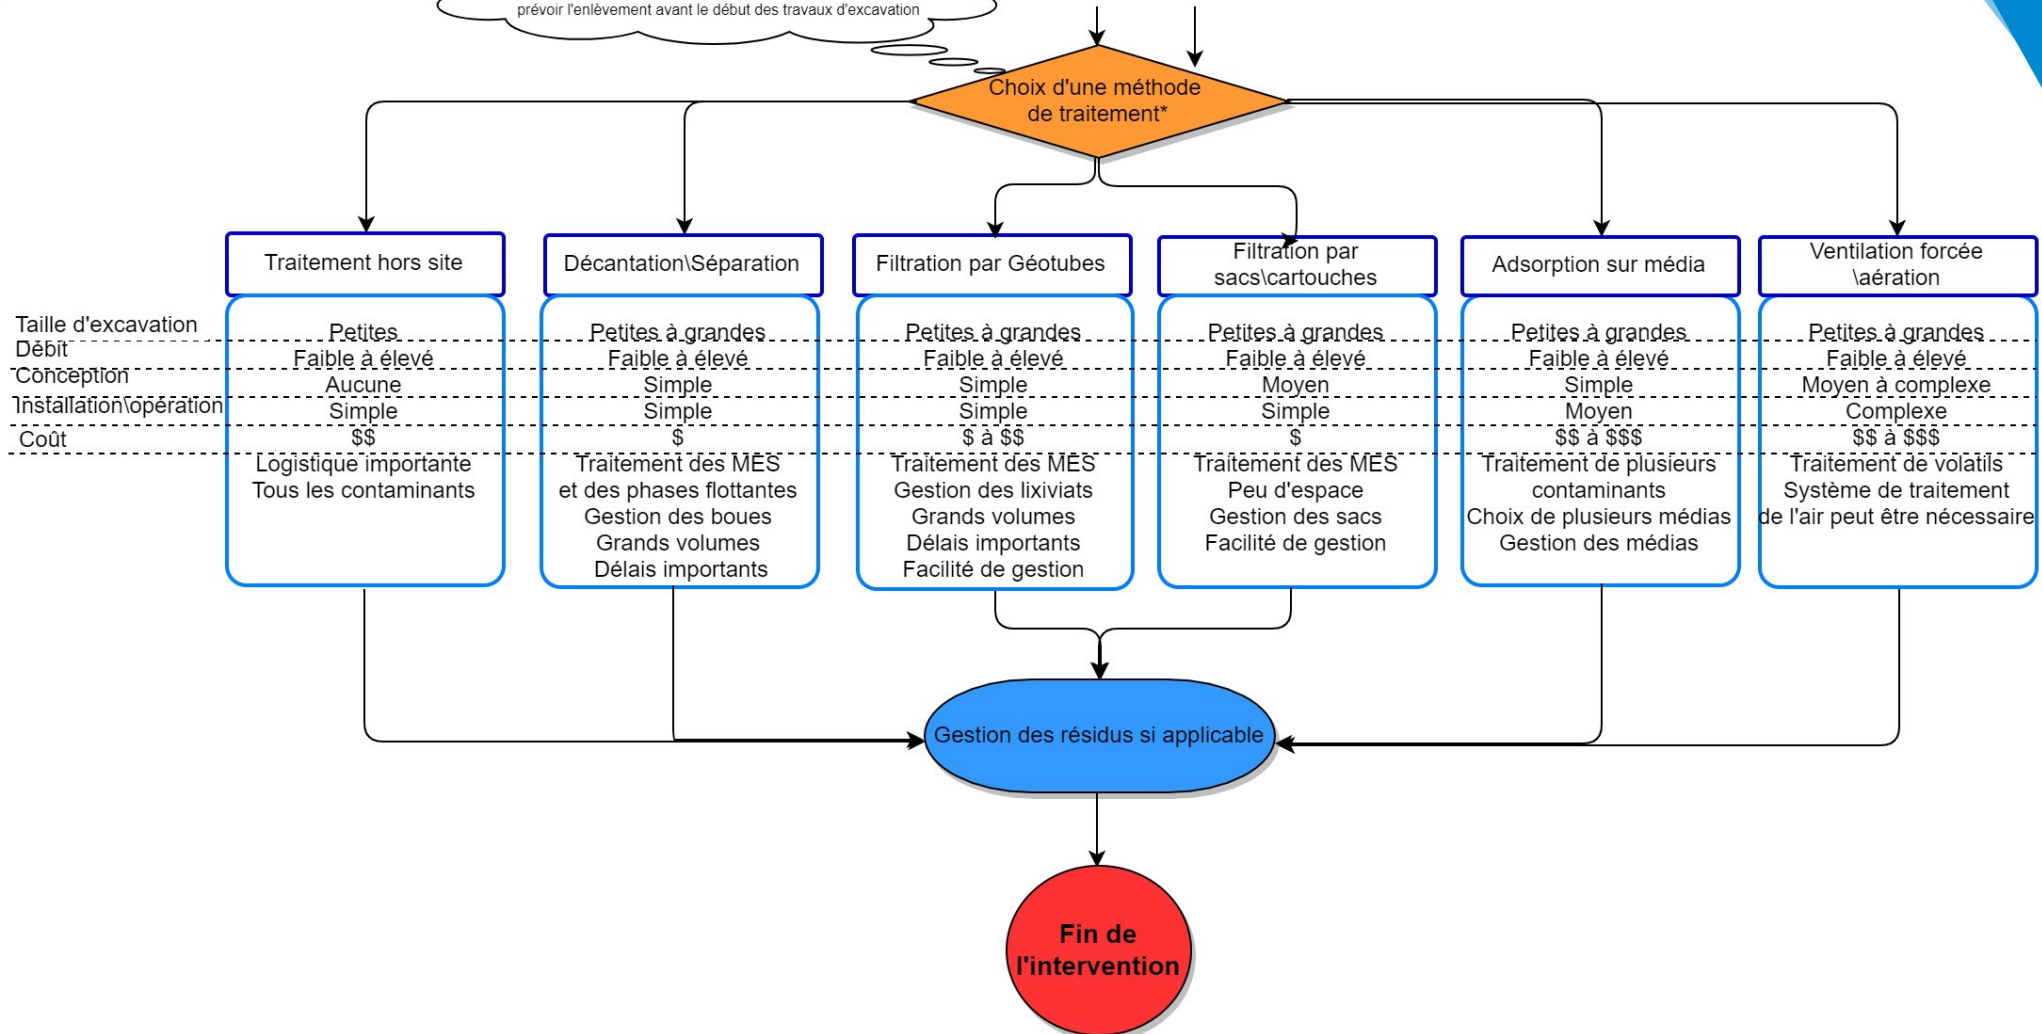 prévoir l'enlèvement avant le début des travaux d'excavation
Choix d'une méthode
de traitement*
Traitement hors site
Décantation\Séparation
Filtration par Géotubes
Filtration par
sacs\cartouches
Adsorption sur média
Ventilation forcée
\aération
Taille d'excavation
Débit
Conception
Installation\opération
Coût
Petites
Faible à élevé
Aucune
Simple
$$
Logistique importante
Tous les contaminants
Petites à grandes
Faible à élevé
Simple
Simple
$
Traitement des MES
et des phases flottantes
Gestion des boues
Grands volumes
Délais importants
Petites à grandes
Faible à élevé
Simple
Simple
$ à $$
Traitement des MES
Gestion des lixiviats
Grands volumes
Délais importants
Facilité de gestion
Petites à grandes
Faible à élevé
Moyen
Simple
$
Traitement des MES
Peu d'espace
Gestion des sacs
Facilité de gestion
Petites à grandes
Faible à élevé
Simple
Moyen
$$ à $$$
Traitement de plusieurs
contaminants
Choix de plusieurs médias
Gestion des médias
Petites à grandes
Faible à élevé
Moyen à complexe
Complexe
$$ à $$$
Traitement de volatils
Système de traitement
de l'air peut être nécessaire
Gestion des résidus si applicable
Fin de
l'intervention